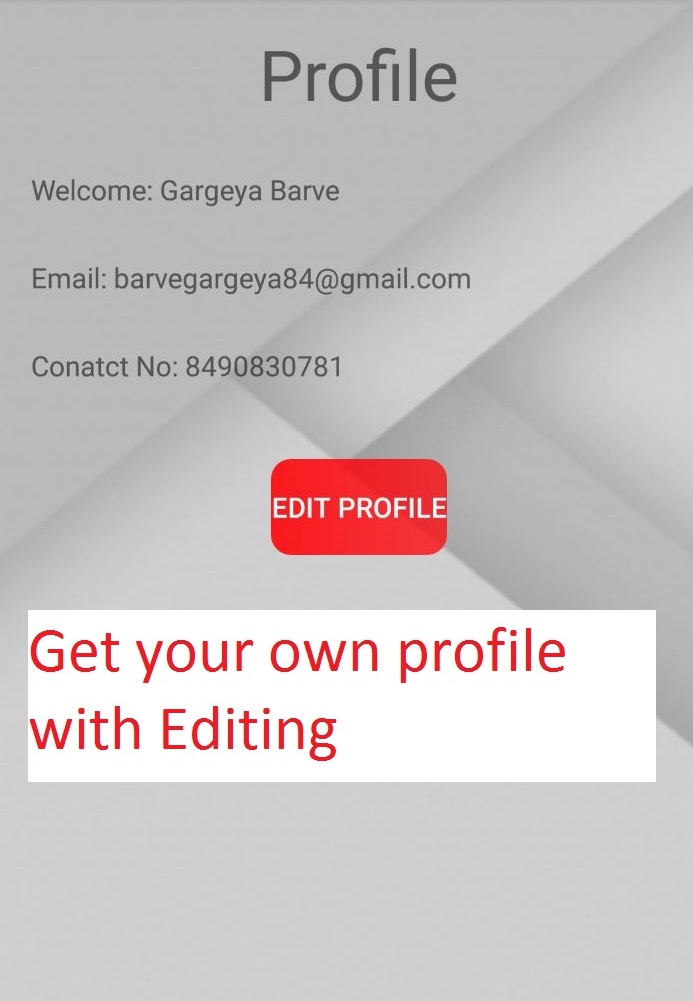 Profile
Welcome: Gargeya Barve
Email: barvegargeya84@gmail.com
Conatct No: 8490830781
EDIT PROFILE
Get your own profile
with Editing